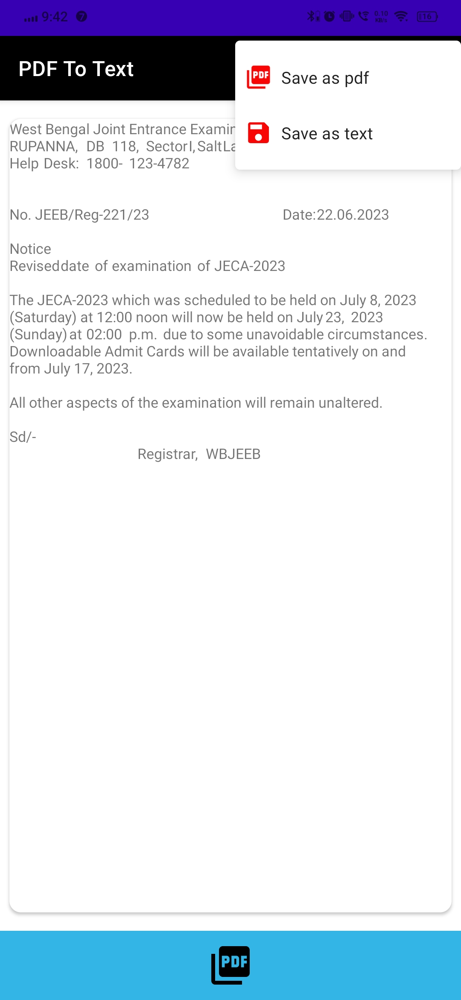 9:42 7 0.10 KB/s 16
PDF To Text
PDF Save as pdf
Save as text
West Bengal Joint Entrance
RUPANNA, DB 118, SectorI,
Help Desk: 1800- 123-4782
No. JEEB/Reg-221/23 Date:22.06.2023
Notice
Reviseddate of examination of JECA-2023
The JECA-2023 which was scheduled to be held on July 8, 2023
(Saturday) at 12:00 noon will now be held on July 23, 2023
(Sunday) at 02:00 p.m. due to some unavoidable circumstances.
Downloadable Admit Cards will be available tentatively on and
from July 17, 2023.
All other aspects of the examination will remain unaltered.
Sd/-
Registrar, WBJEEB
PDF